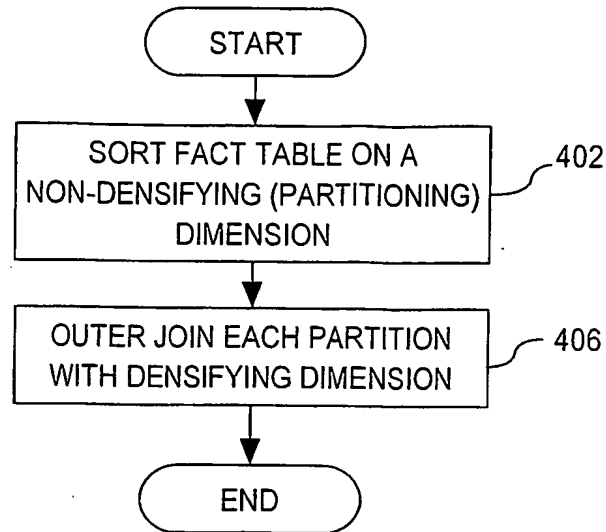 START
SORT FACT TABLE ON A
NON-DENSIFYING (PARTITIONING)
DIMENSION
402
OUTER JOIN EACH PARTITION
WITH DENSIFYING DIMENSION
406
END